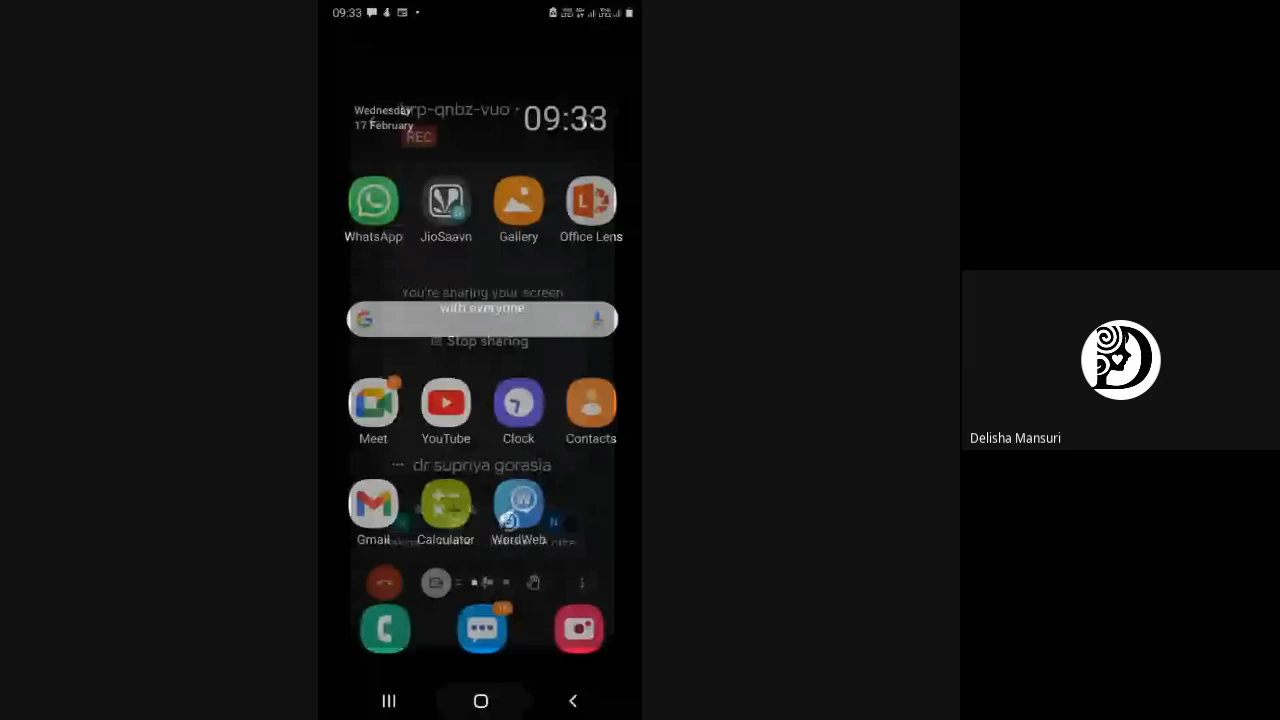 09:33
Wednesday
17 February
09:33
REC
WhatsApp
JioSaavn
Gallery
Office Lens
You're sharing your screen
with everyone
Stop sharing
Meet
YouTube
Clock
Contacts
dr supriya gorasia
Gmail
Calculator
WordWeb
Delisha Mansuri